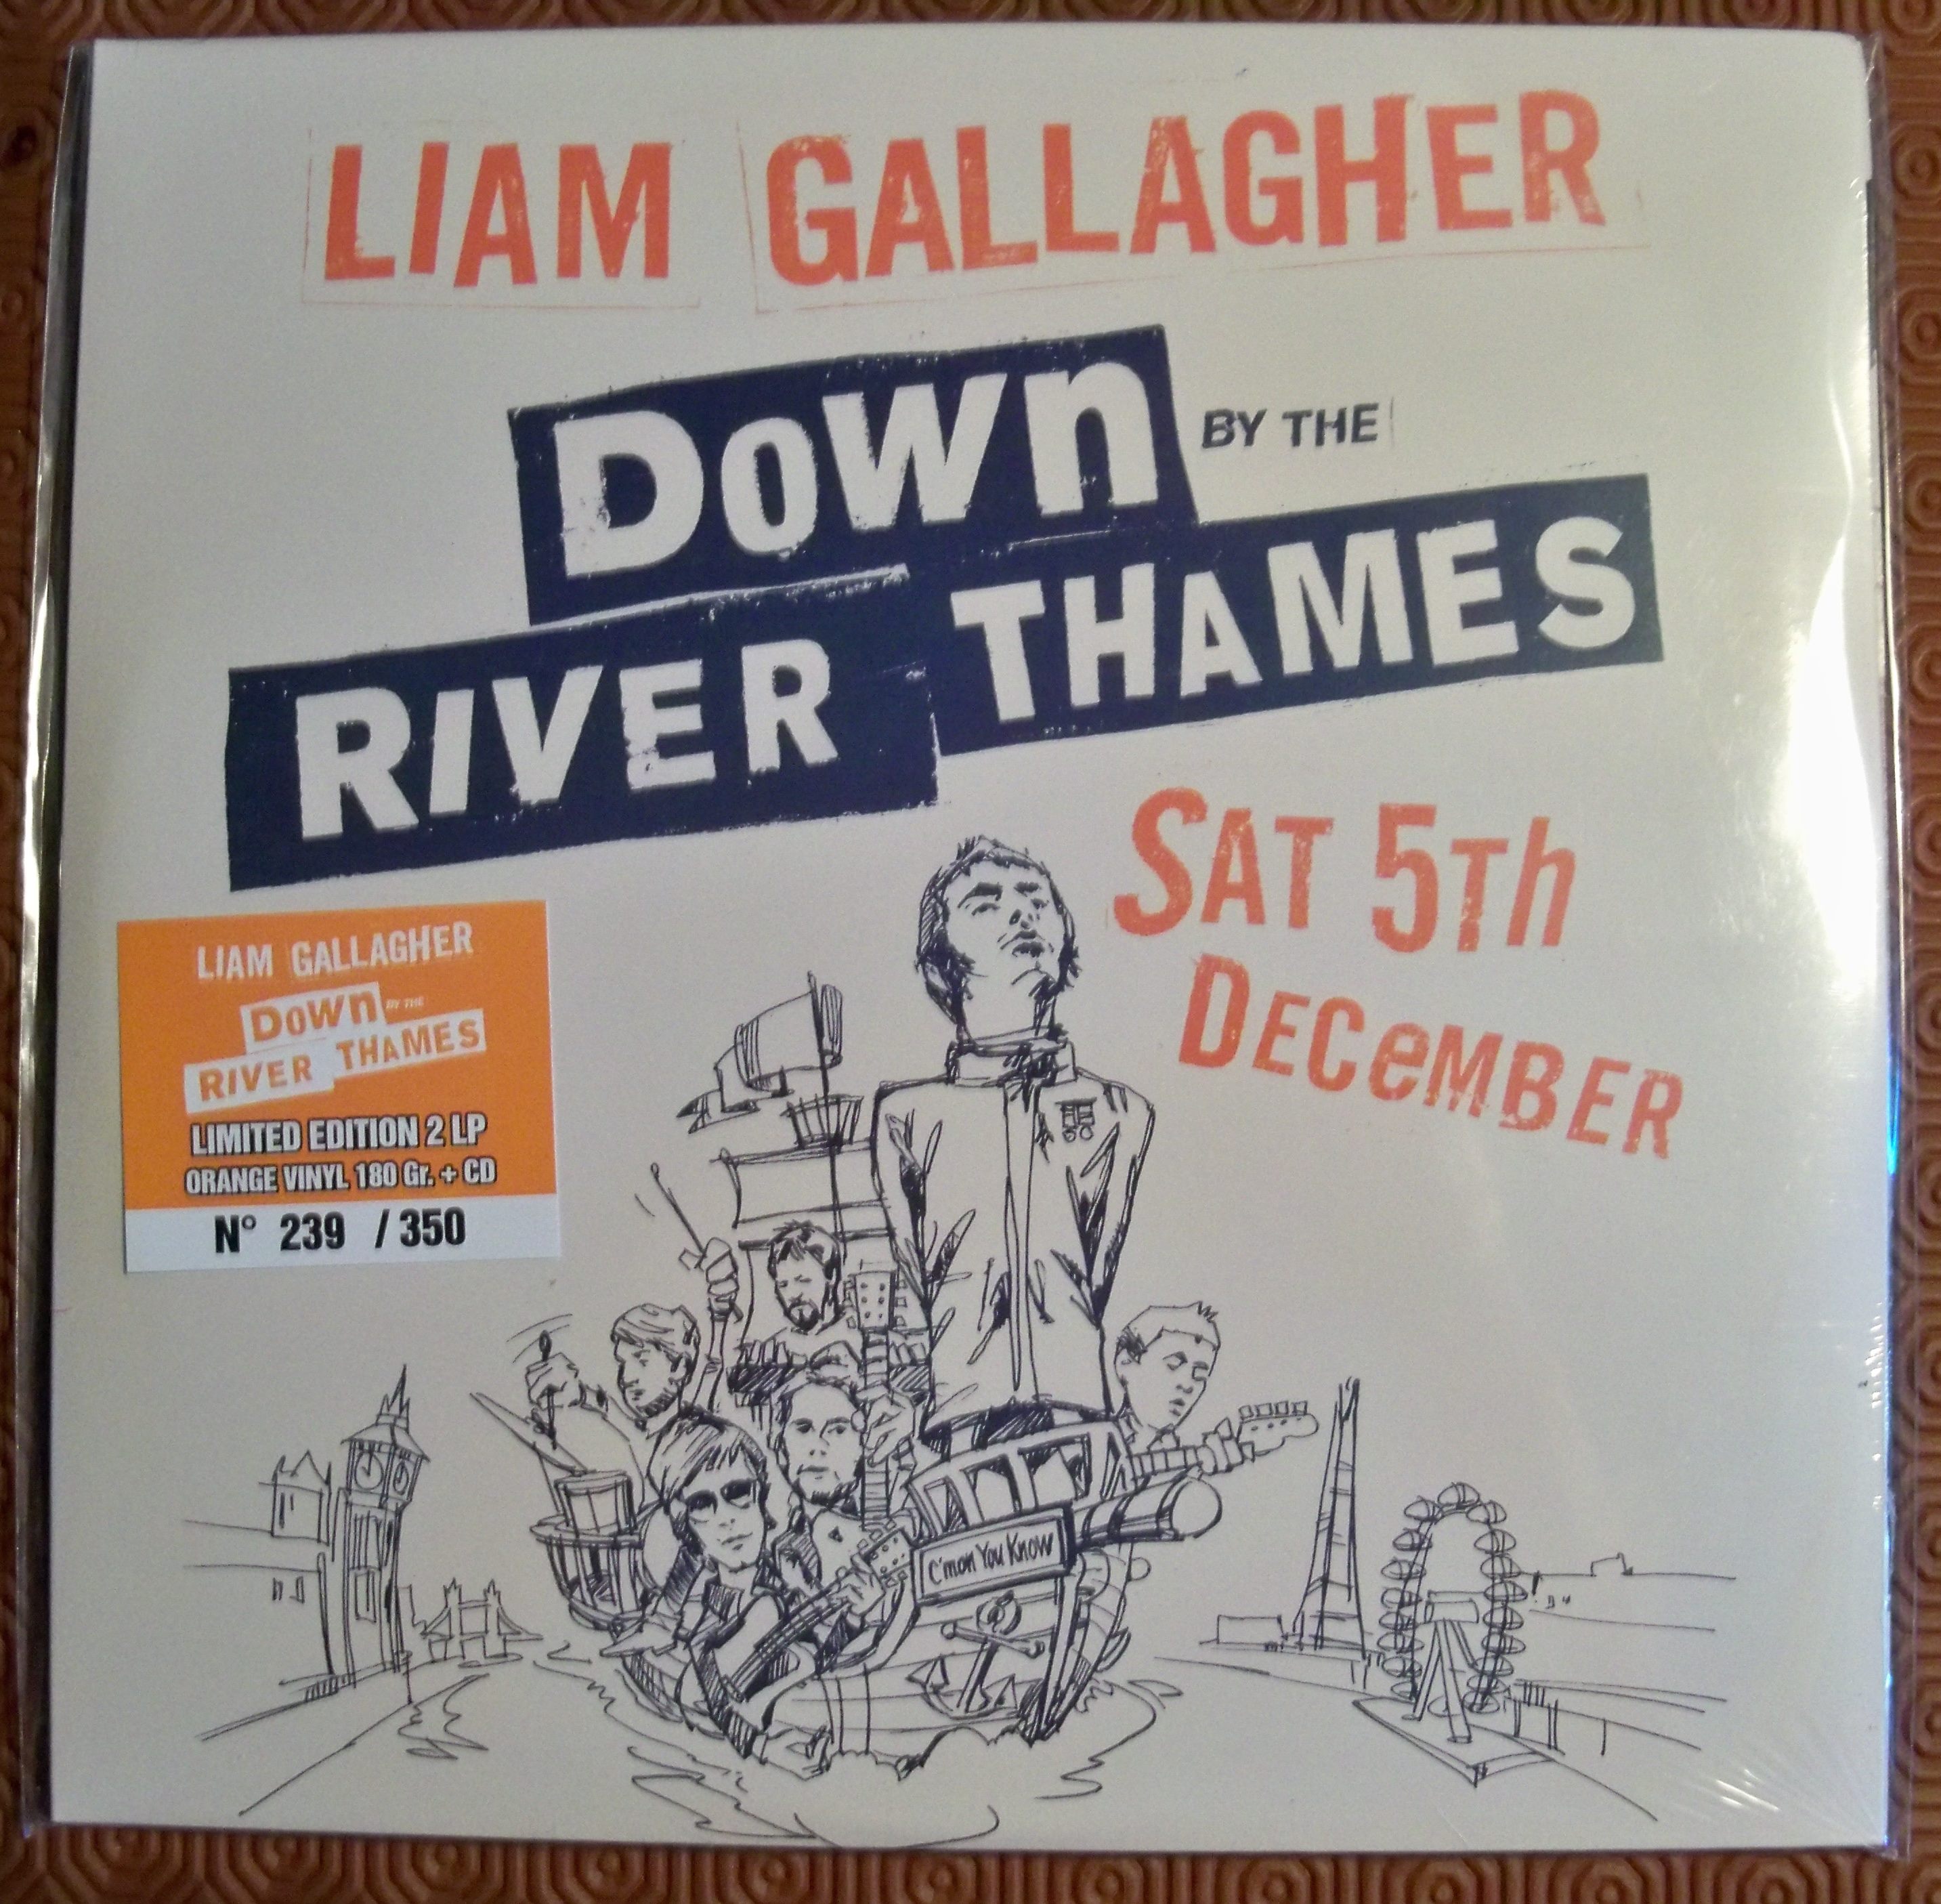 LIAM GALLAGHER
DOWn BY THE
RIVER THAMES
SAT 5Th
DECeMBER
LIAM GALLAGHER
DOWn BY THE
RIVER THAMES
LIMITED EDITION 2 LP
ORANGE VINYL 180 Gr. + CD
N° 239 / 350
C'mon You Know